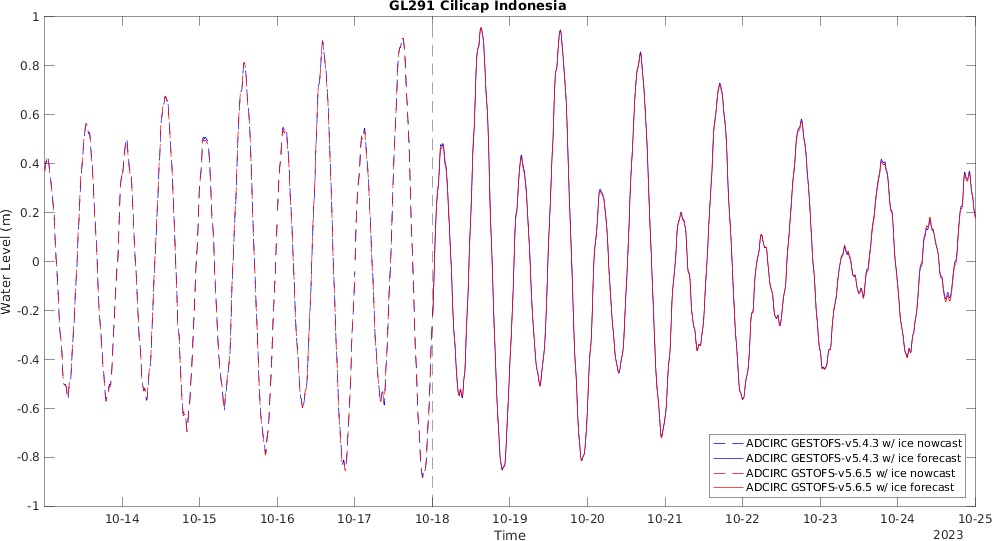 GL291 Cilicap Indonesia
1
0.8
0.6
0.4
0.2
0
-0.2
-0.4
-0.6
-0.8
-1
Water Level (m)
ADCIRC GESTOFS-v5.4.3 w/ ice nowcast
ADCIRC GESTOFS-v5.4.3 w/ ice forecast
ADCIRC GSTOFS-v5.6.5 w/ ice nowcast
ADCIRC GSTOFS-v5.6.5 w/ ice forecast
10-14 10-15 10-16 10-17 10-18 10-19 10-20 10-21 10-22 10-23 10-24 10-25
Time
2023